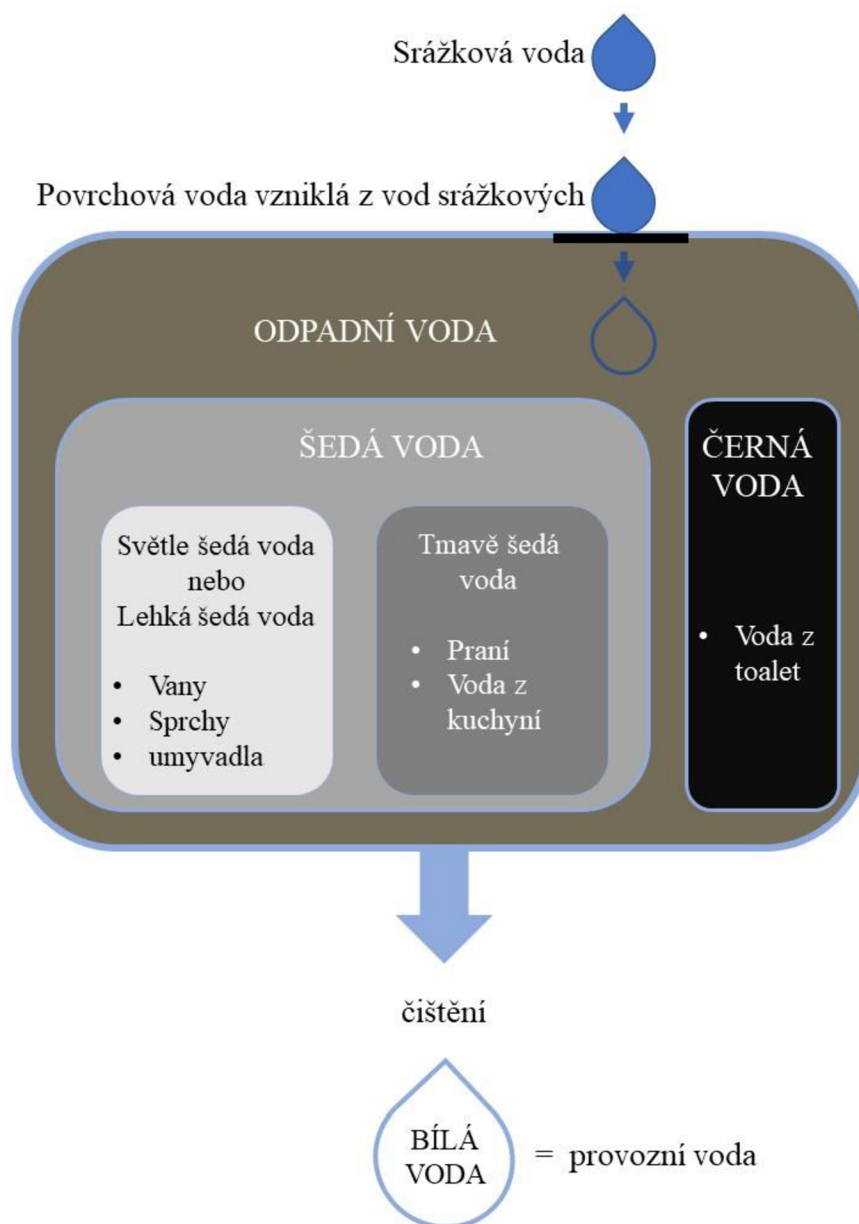 Srážková voda
Povrchová voda vzniklá z vod srážkových
ODPADNÍ VODA
ŠEDÁ VODA
Světle šedá voda
nebo
Lehká šedá voda
• Vany
• Sprchy
• umyvadla
Tmavě šedá
voda
• Praní
• Voda z
kuchyní
ČERNÁ
VODA
• Voda z
toalet
čištění
BÍLÁ
VODA
= provozní voda